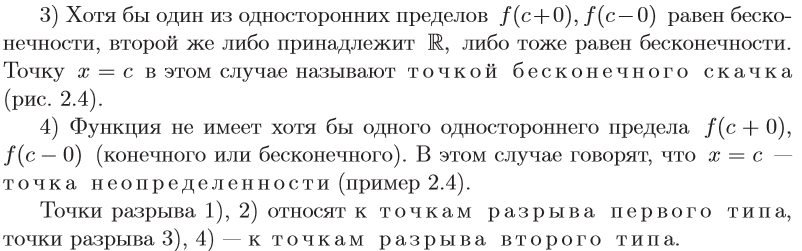 3) Хотя бы один из односторонних пределов f(c+0), f(c−0) равен беско-
нечности, второй же либо принадлежит ℝ, либо тоже равен бесконечности.
Точку x = c в этом случае называют точкой бесконечного скачка
(рис. 2.4).
4) Функция не имеет хотя бы одного одностороннего предела f(c + 0),
f(c − 0) (конечного или бесконечного). В этом случае говорят, что x = c —
точка неопределенности (пример 2.4).
Точки разрыва 1), 2) относят к точкам разрыва первого типа,
точки разрыва 3), 4) — к точкам разрыва второго типа.